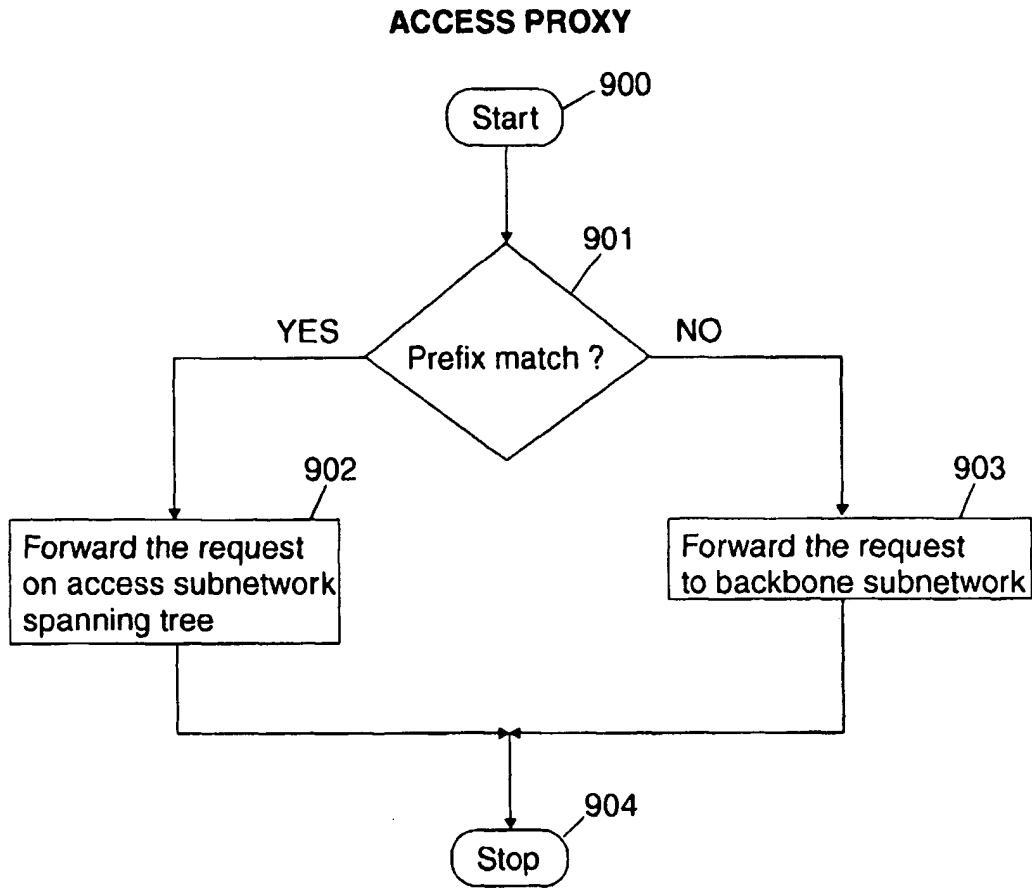 ACCESS PROXY
900
Start
901
YES
Prefix match ?
NO
902
903
Forward the request
on access subnetwork
spanning tree
Forward the request
to backbone subnetwork
904
Stop